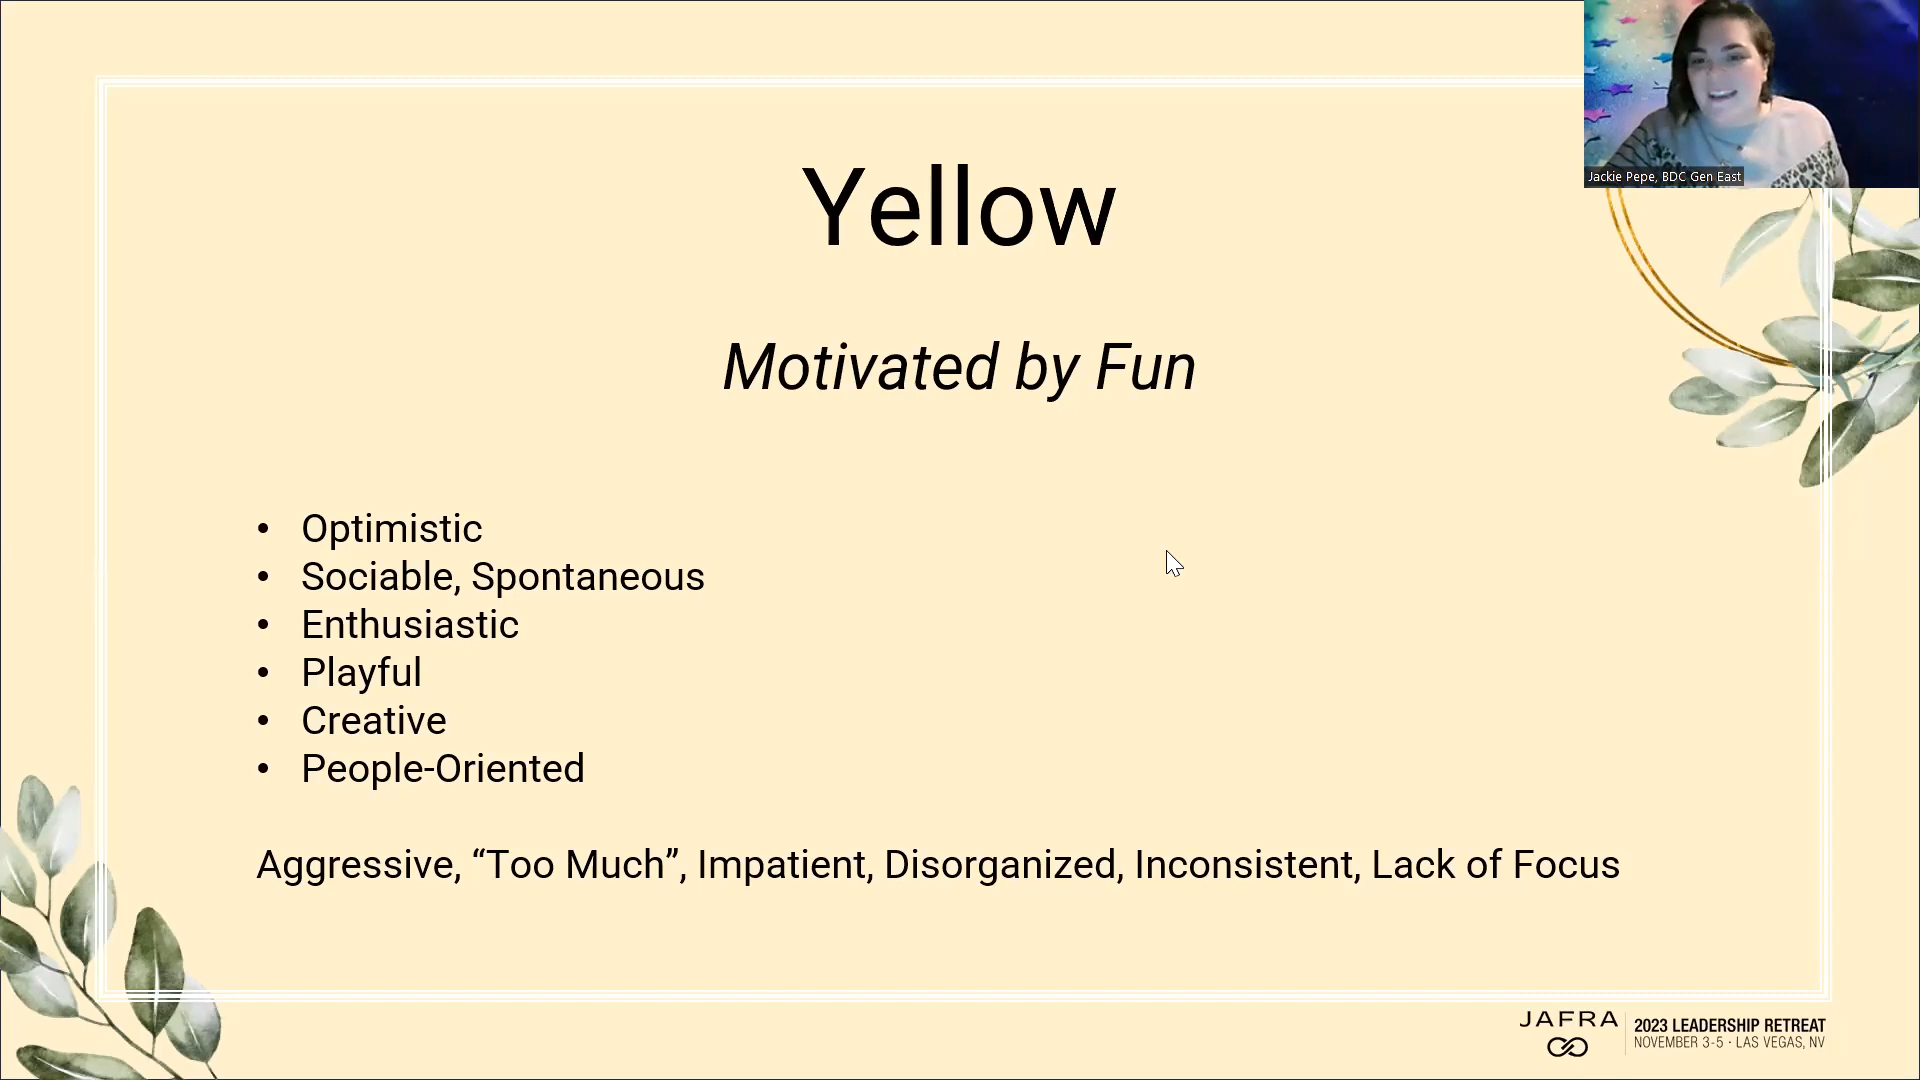 Jackie Pepe, BDC Gen East
Yellow
Motivated by Fun
• Optimistic
• Sociable, Spontaneous
• Enthusiastic
• Playful
• Creative
• People-Oriented
Aggressive, “Too Much”, Impatient, Disorganized, Inconsistent, Lack of Focus
JAFRA
2023 LEADERSHIP RETREAT
NOVEMBER 3-5 · LAS VEGAS, NV